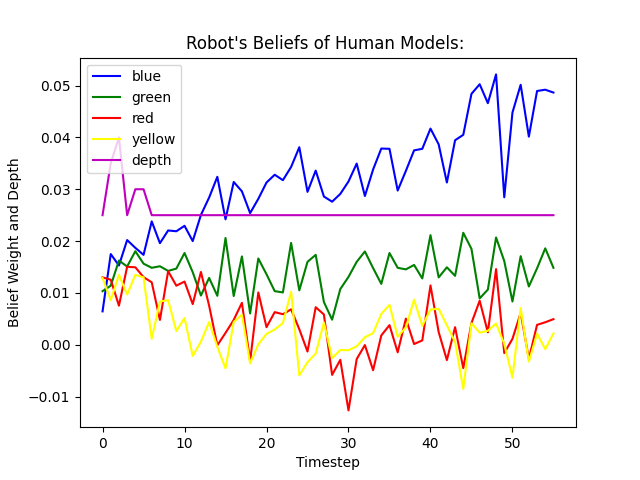 Robot's Beliefs of Human Models:
blue
green
red
yellow
depth
0.05
0.04
0.03
0.02
0.01
0.00
−0.01
Belief Weight and Depth
0 10 20 30 40 50
Timestep